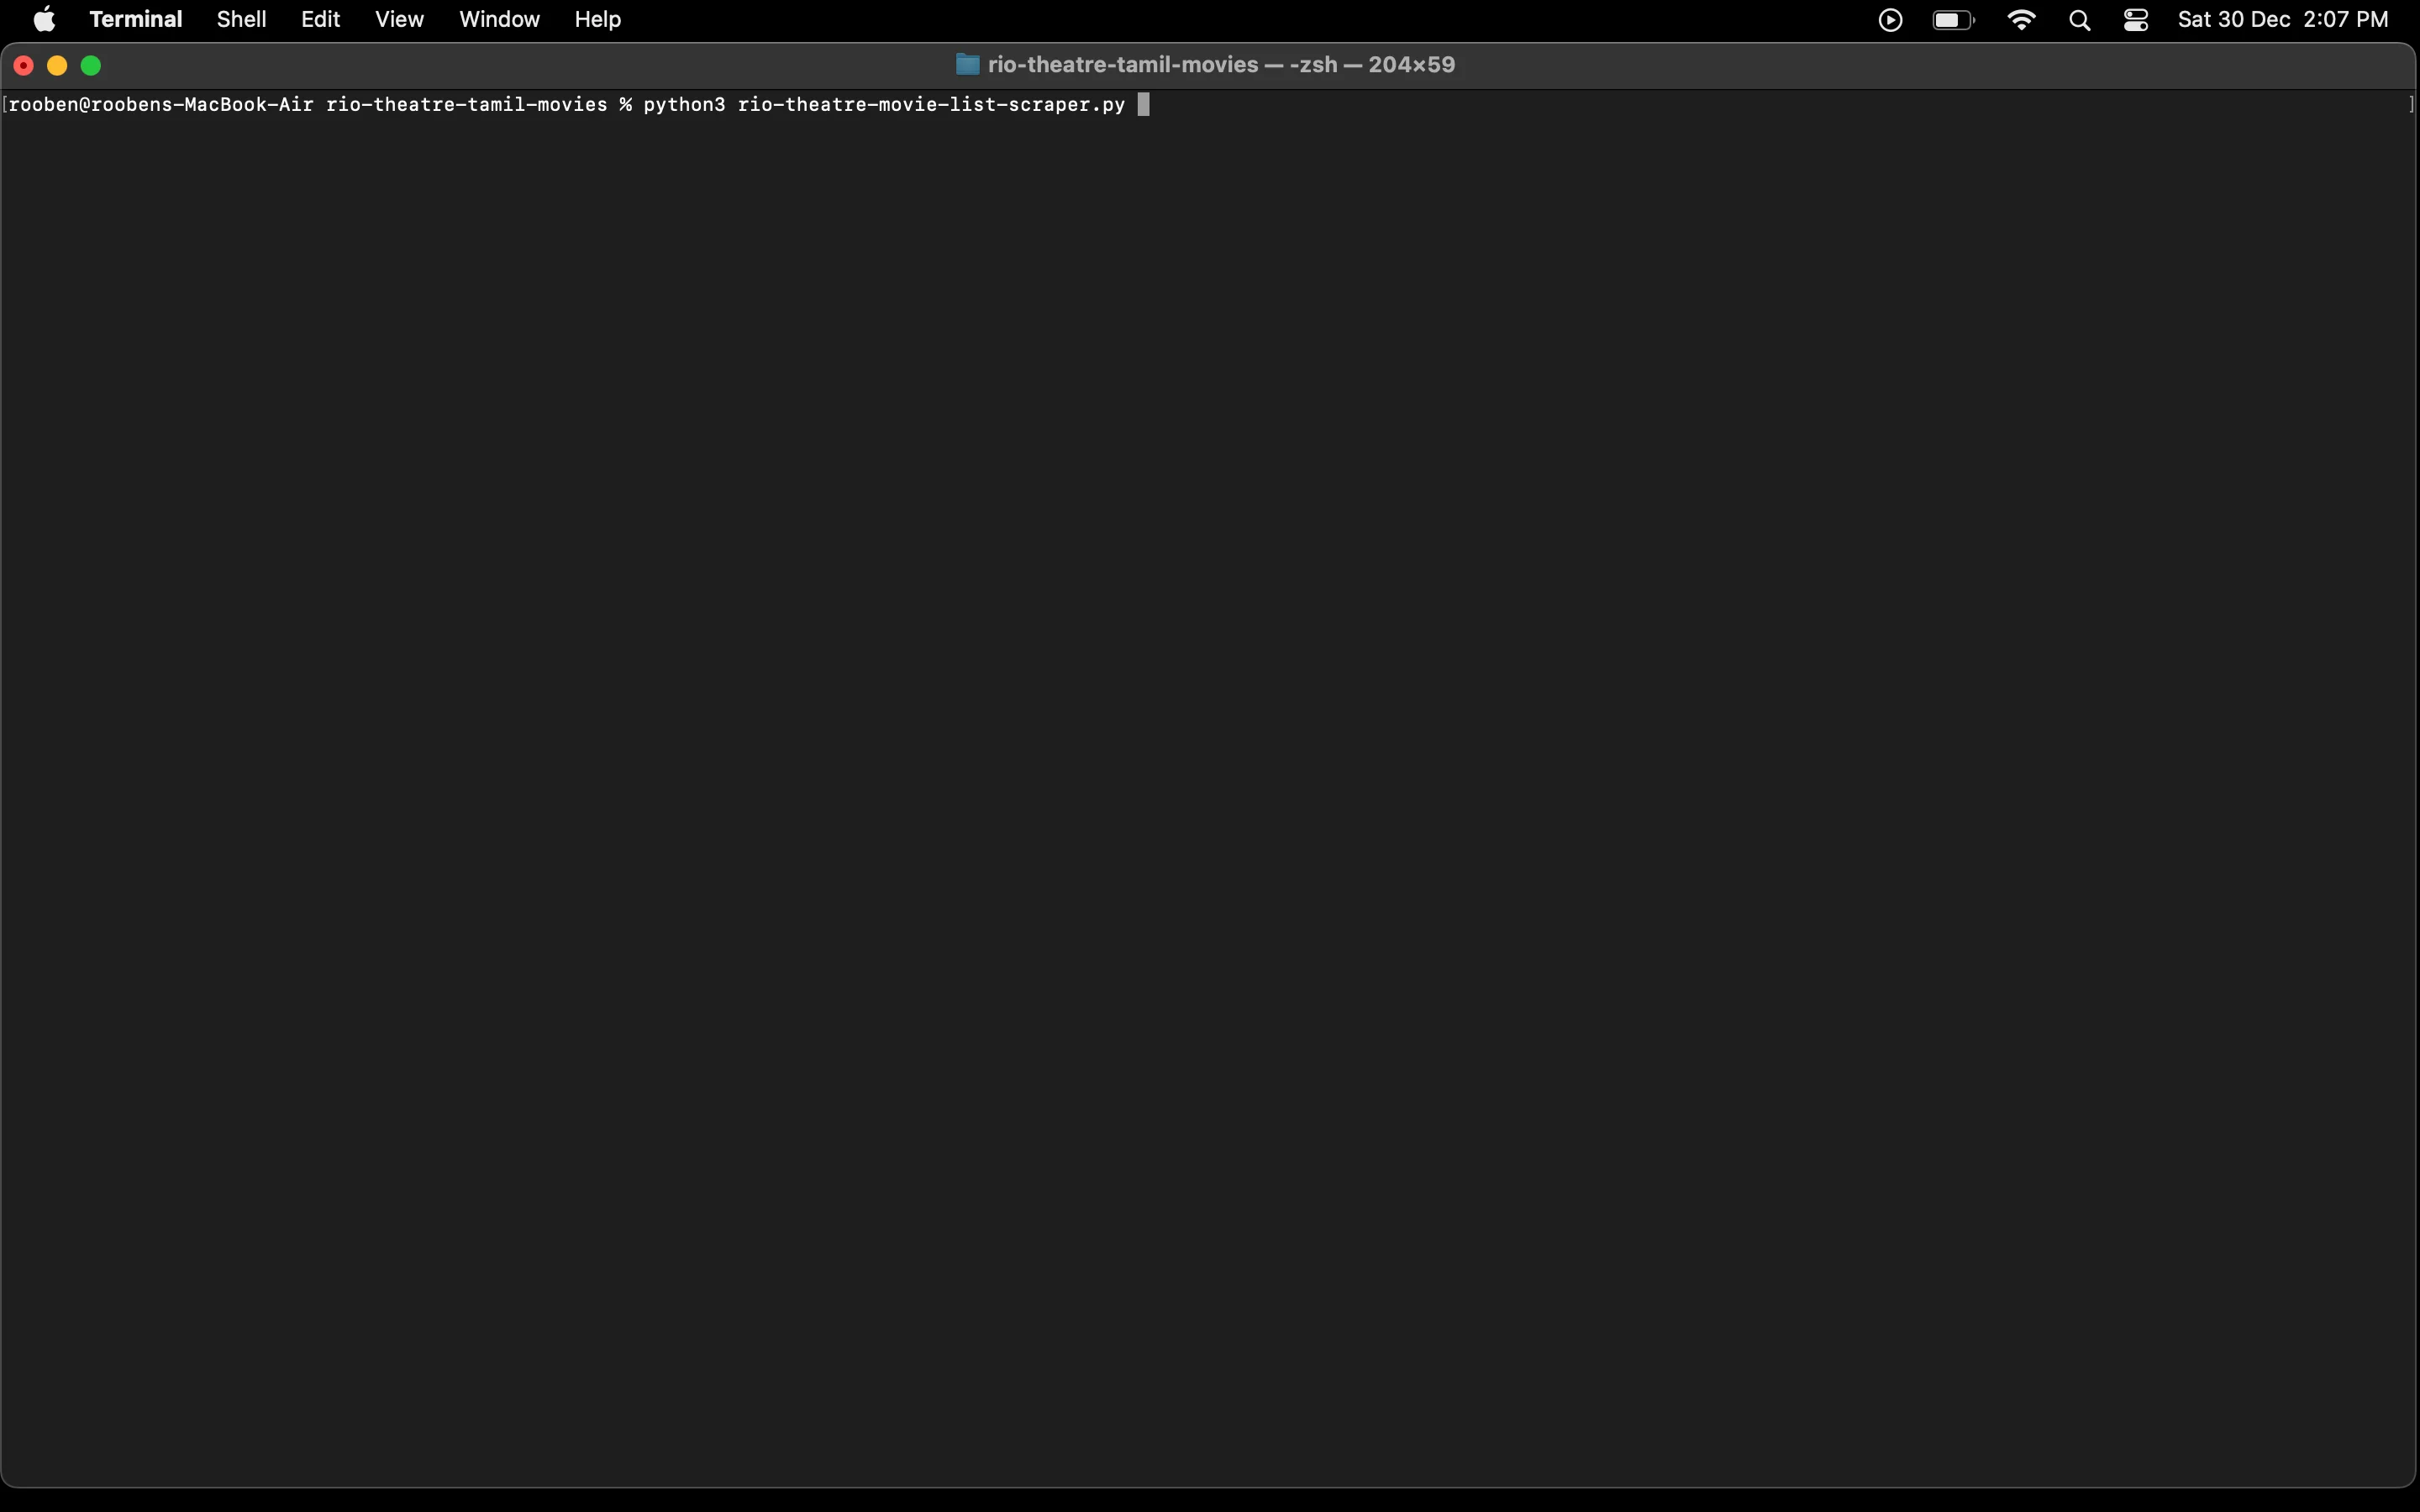 Terminal Shell Edit View Window Help Sat 30 Dec 2:07 PM
rio-theatre-tamil-movies — -zsh — 204×59
[rooben@roobens-MacBook-Air rio-theatre-tamil-movies % python3 rio-theatre-movie-list-scraper.py ]